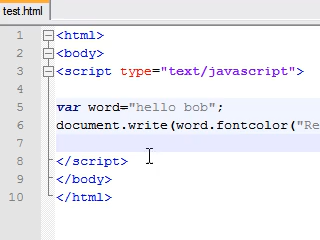 test.html
1 <html>
2 <body>
3 <script type="text/javascript">
4
5 var word="hello bob";
6 document.write(word.fontcolor("Re
7
8 </script>
9 </body>
10 </html>